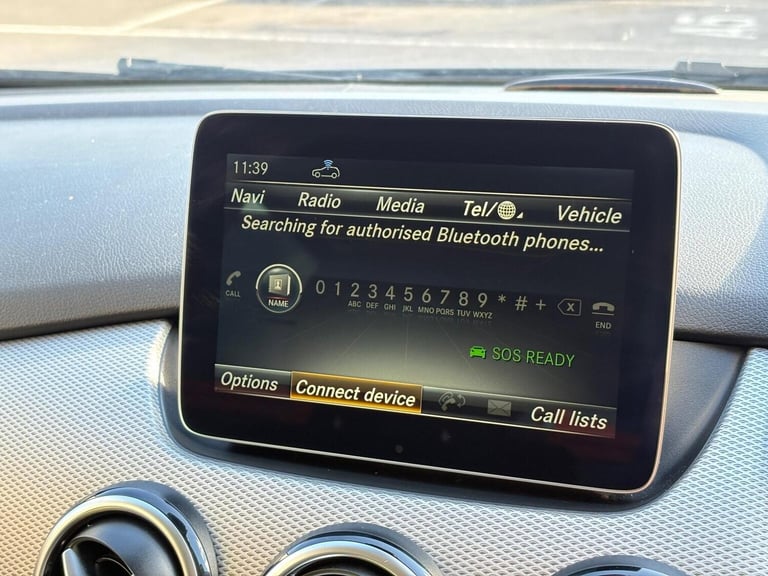 11:39
Navi Radio Media Tel/ Vehicle
Searching for authorised Bluetooth phones...
CALL NAME 0 1 2 3 4 5 6 7 8 9 * # + X END
ABC DEF GHI JKL MNO PQRS TUV WXYZ
SOS READY
Options Connect device Call lists